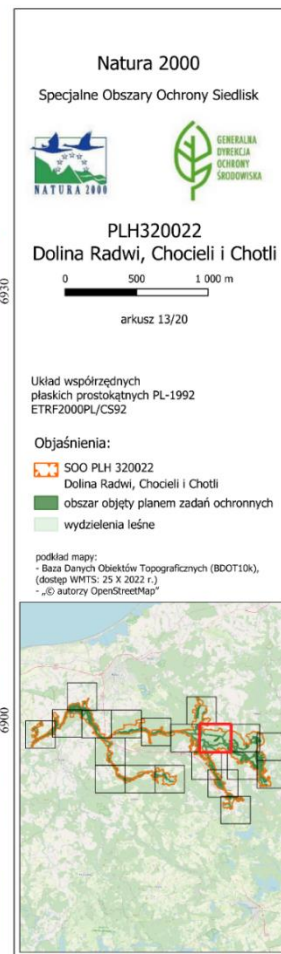 Natura 2000
Specjalne Obszary Ochrony Siedlisk
NATURA 2000
GENERALNA
DYREKCJA
OCHRONY
ŚRODOWISKA
PLH320022
Dolina Radwi, Chocieli i Chotli
0 500 1 000 m
arkusz 13/20
6930
Układ współrzędnych
płaskich prostokątnych PL-1992
ETRF2000PL/CS92
Objaśnienia:
SOO PLH 320022
Dolina Radwi, Chocieli i Chotli
obszar objęty planem zadań ochronnych
wydzielenia leśne
podkład mapy:
- Baza Danych Obiektów Topograficznych (BDOT10k),
(dostęp WMTS: 25 X 2022 r.)
- „© autorzy OpenStreetMap"
6900